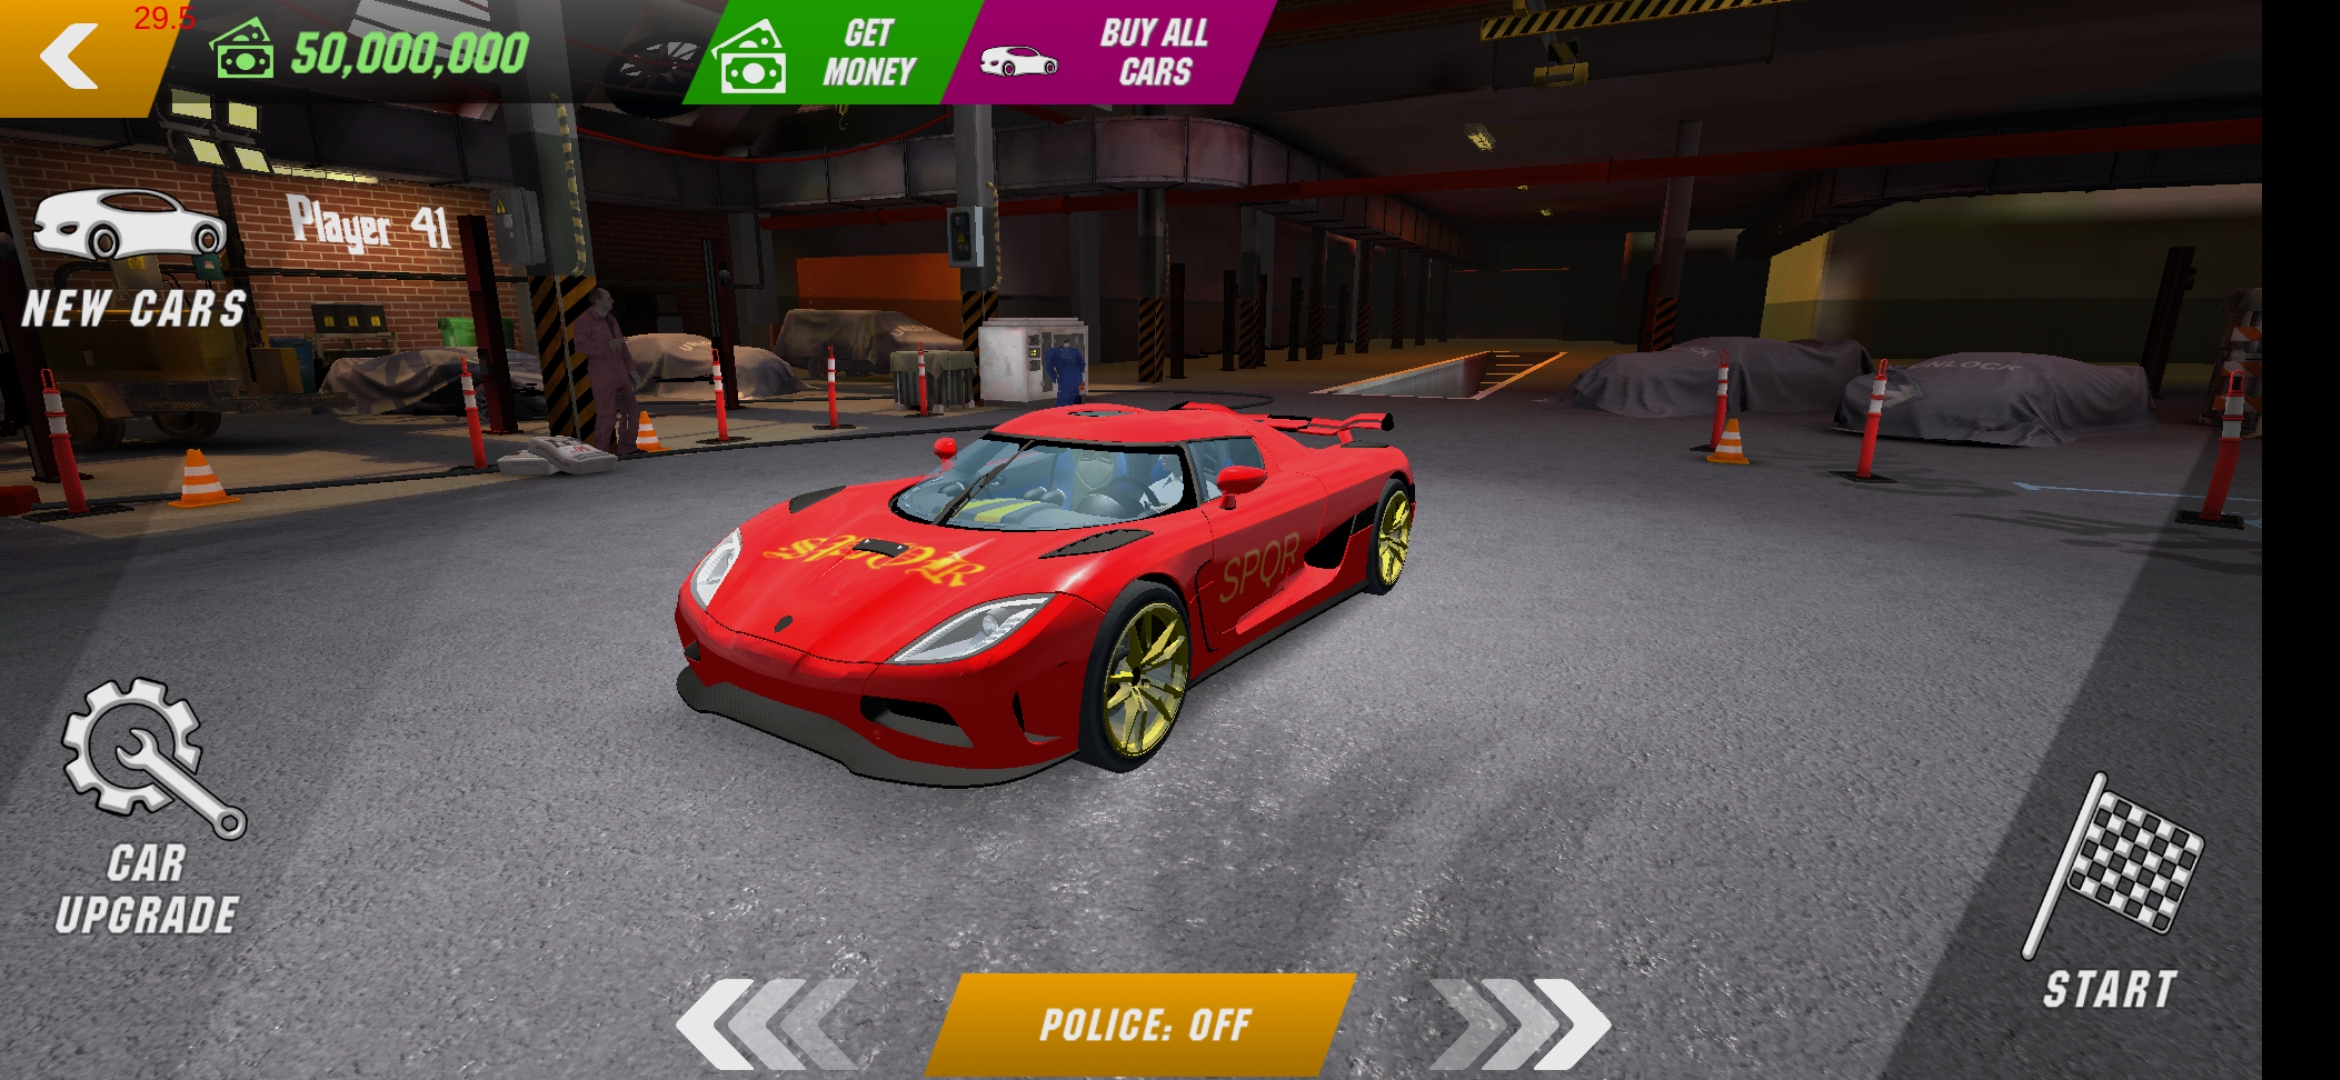 29.5
50,000,000
GET
MONEY
BUY ALL
CARS
Player 41
NEW CARS
UNLOCK
SPQR
SPQR
CAR
UPGRADE
POLICE: OFF
START